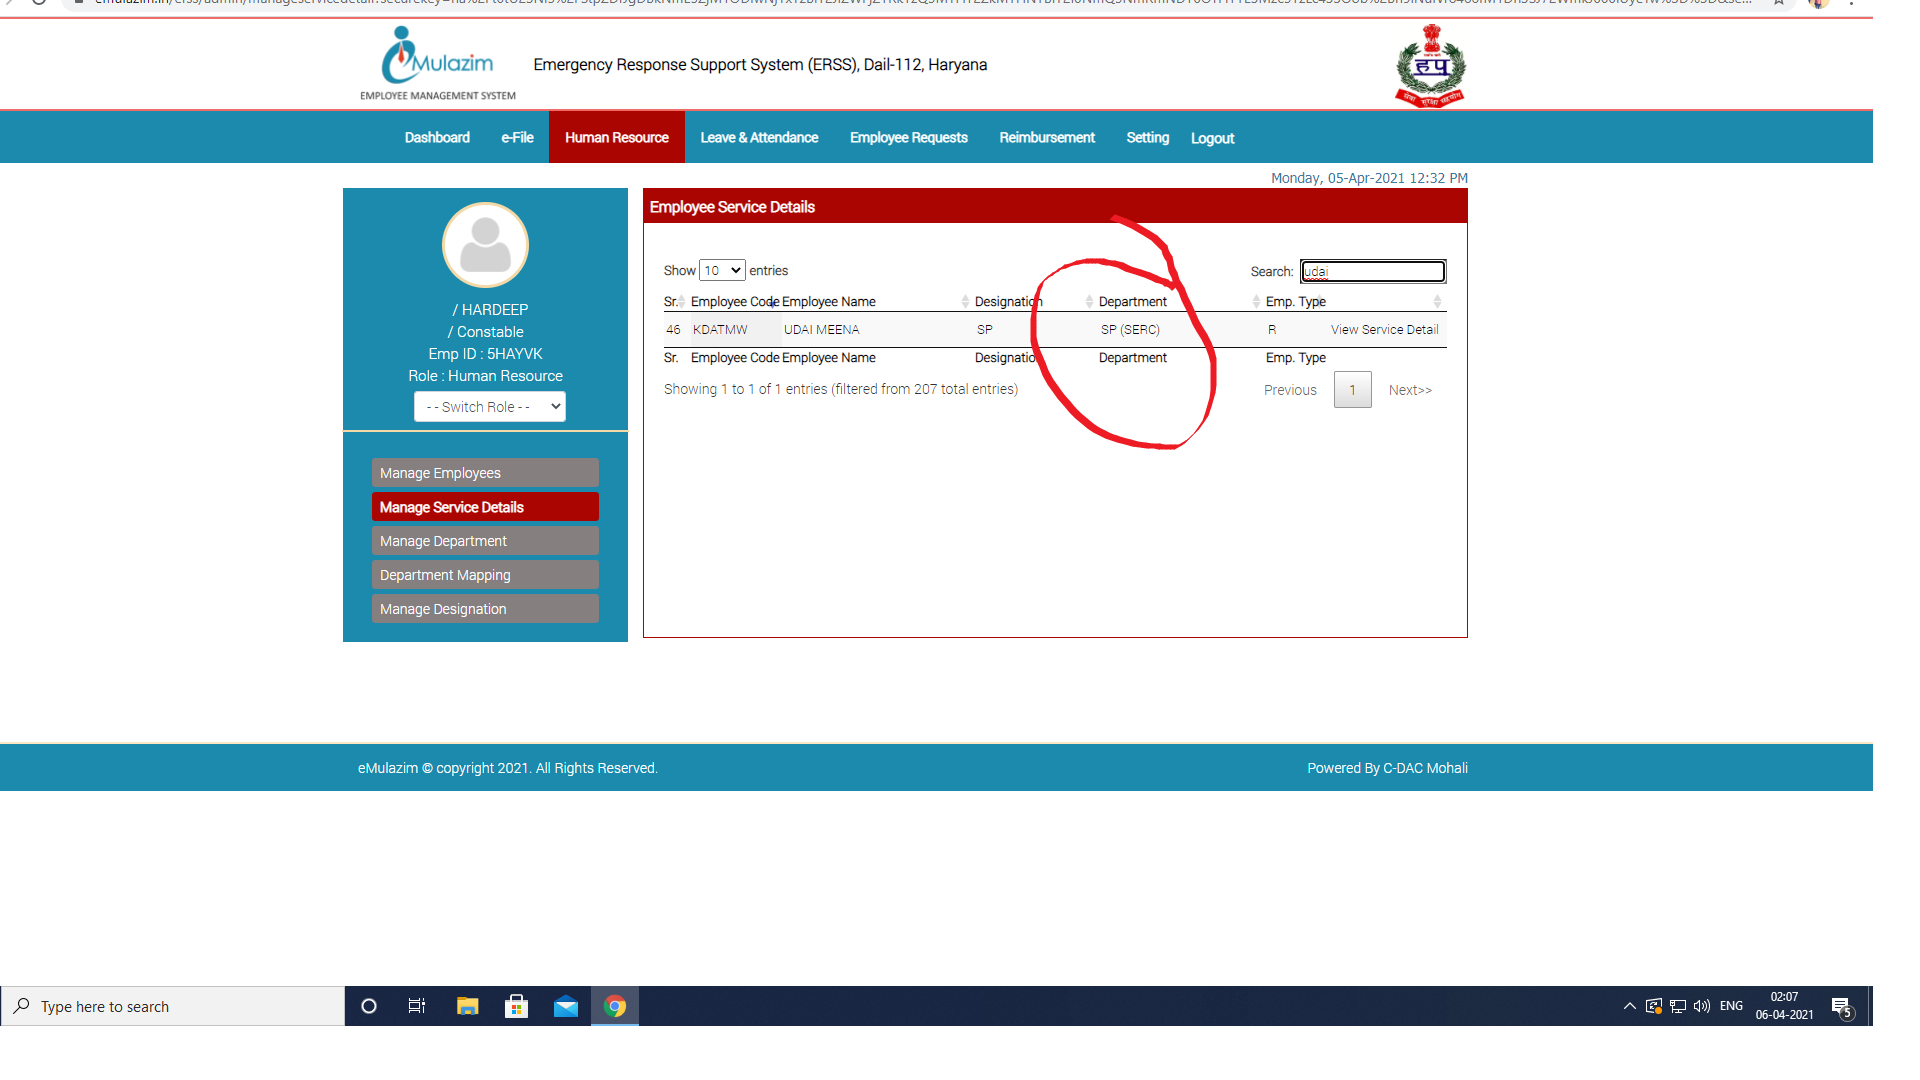 Mulazim
EMPLOYEE MANAGEMENT SYSTEM
Emergency Response Support System (ERSS), Dail-112, Haryana
हपु
सेवा सुरक्षा सहयोग
Dashboard e-File Human Resource Leave & Attendance Employee Requests Reimbursement Setting Logout
Monday, 05-Apr-2021 12:32 PM
/ HARDEEP
/ Constable
Emp ID : 5HAYVK
Role : Human Resource
- - Switch Role - -
Manage Employees
Manage Service Details
Manage Department
Department Mapping
Manage Designation
Employee Service Details
Show 10 entries Search: udai
Sr. Employee Code Employee Name Designation Department Emp. Type
46 KDATMW UDAI MEENA SP SP (SERC) R View Service Detail
Sr. Employee Code Employee Name Designation Department Emp. Type
Showing 1 to 1 of 1 entries (filtered from 207 total entries) Previous 1 Next>>
eMulazim © copyright 2021. All Rights Reserved. Powered By C-DAC Mohali
Type here to search ENG 02:07
06-04-2021 5